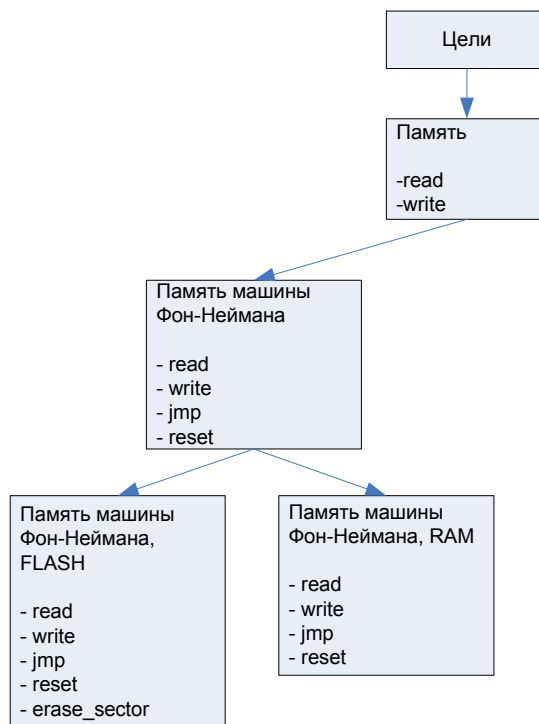 Цели
Память
-read
-write
Память машины
Фон-Неймана
- read
- write
- jmp
- reset
Память машины
Фон-Неймана,
FLASH
- read
- write
- jmp
- reset
- erase_sector
Память машины
Фон-Неймана, RAM
- read
- write
- jmp
- reset